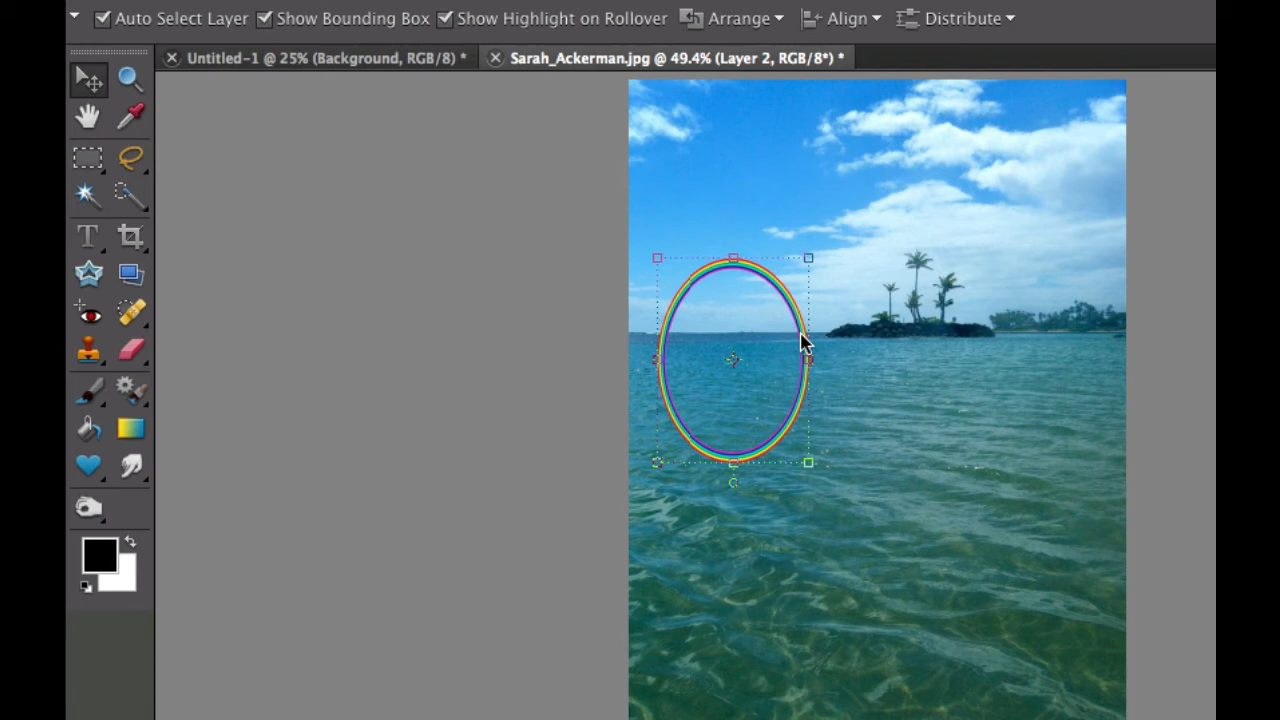 Auto Select Layer Show Bounding Box Show Highlight on Rollover Arrange Align Distribute
Untitled-1 @ 25% (Background, RGB/8) * Sarah_Ackerman.jpg @ 49.4% (Layer 2, RGB/8*) *
T